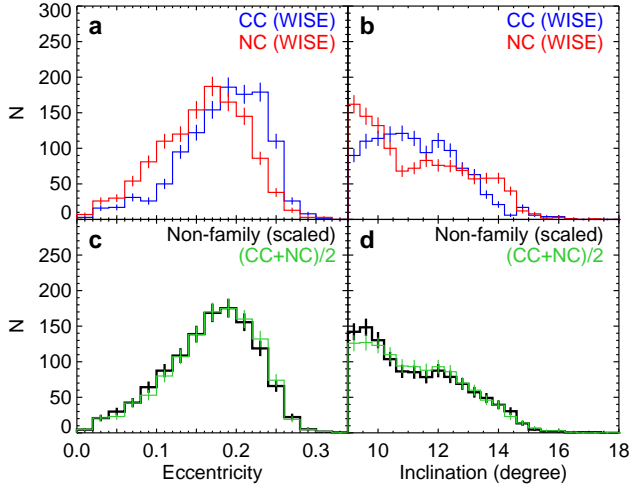 a
CC (WISE)
NC (WISE)
b
CC (WISE)
NC (WISE)
300
250
200
150
100
50
0
N
c
Non-family (scaled)
(CC+NC)/2
d
Non-family (scaled)
(CC+NC)/2
250
200
150
100
50
0
N
0.0 0.1 0.2 0.3
10 12 14 16 18
Eccentricity
Inclination (degree)